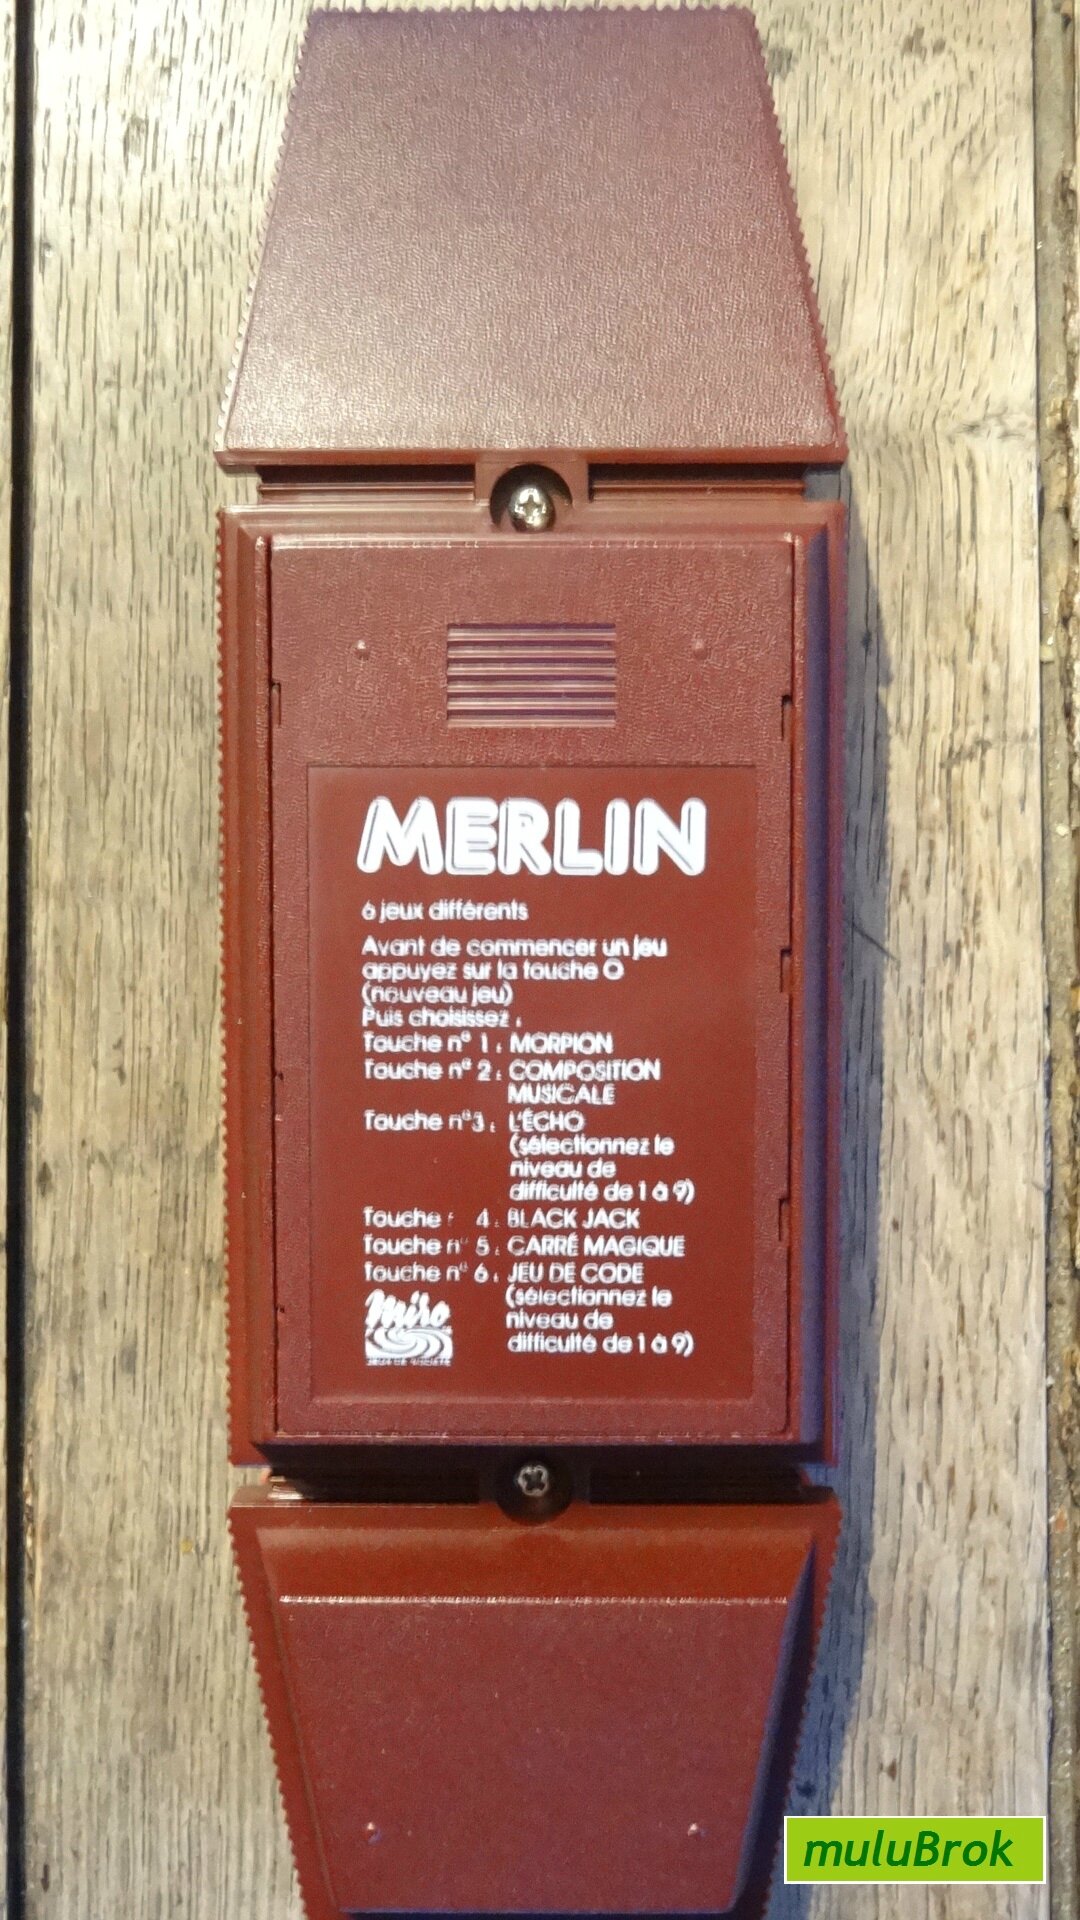 MERLIN
6 jeux différents
Avant de commencer un jeu
appuyez sur la touche O
(nouveau jeu)
Puis choisissez :
Touche n° 1 : MORPION
Touche n° 2 : COMPOSITION
MUSICALE
Touche n°3 : L'ÉCHO
(sélectionnez le
niveau de
difficulté de 1 à 9)
Touche 4 : BLACK JACK
Touche n° 5 : CARRÉ MAGIQUE
Touche n° 6 : JEU DE CODE
(sélectionnez le
niveau de
difficulté de 1 à 9)
Miro
muluBrok